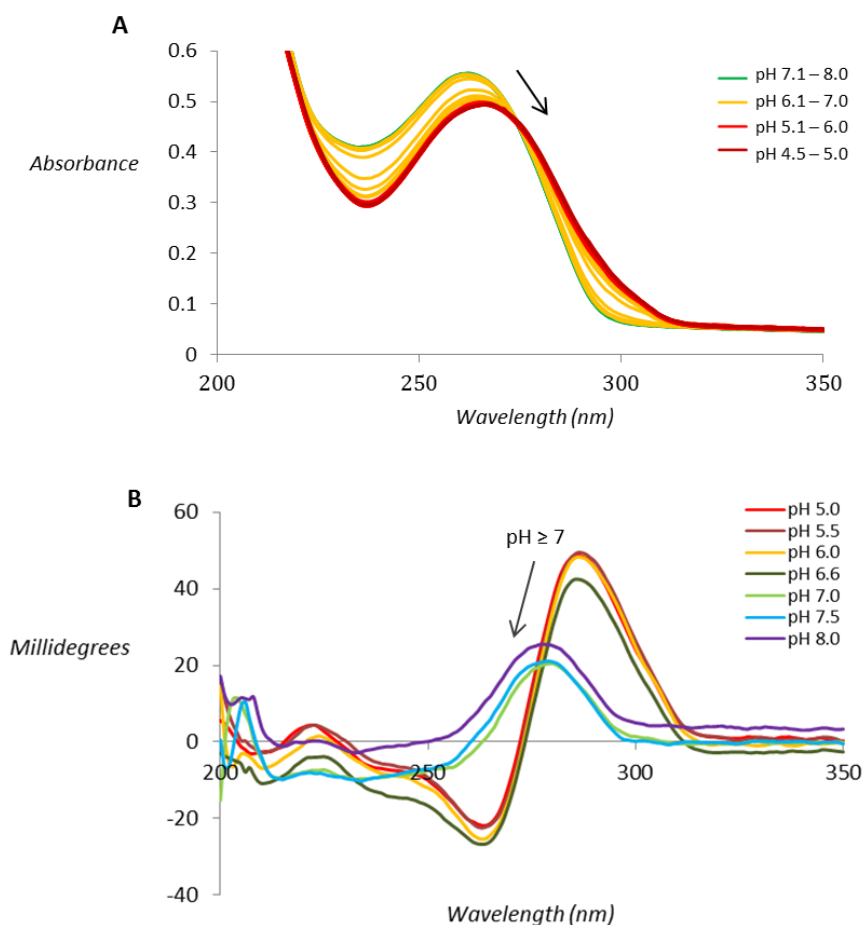 A
0.6
0.5
0.4
0.3
0.2
0.1
0
Absorbance
pH 7.1 – 8.0
pH 6.1 – 7.0
pH 5.1 – 6.0
pH 4.5 – 5.0
200 250 300 350
Wavelength (nm)
B
60
40
20
0
-20
-40
Millidegrees
pH ≥ 7
pH 5.0
pH 5.5
pH 6.0
pH 6.6
pH 7.0
pH 7.5
pH 8.0
200 250 300 350
Wavelength (nm)